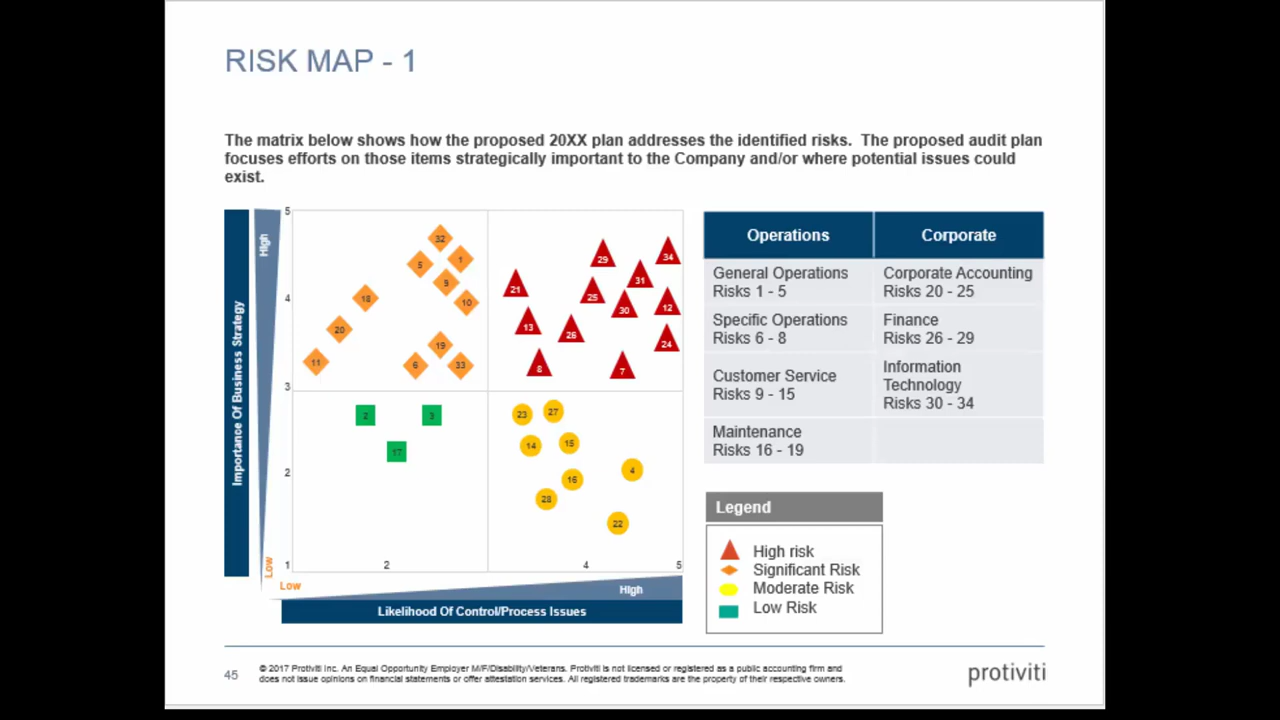 RISK MAP - 1
The matrix below shows how the proposed 20XX plan addresses the identified risks. The proposed audit plan
focuses efforts on those items strategically important to the Company and/or where potential issues could
exist.
Importance Of Business Strategy
High
Low
5
4
3
2
1
32
5
1
9
18
10
20
19
11
6
33
29
34
31
21
25
30
12
13
26
24
8
7
2
3
17
23
27
14
15
4
16
28
22
2
4
5
Low
High
Likelihood Of Control/Process Issues
Operations
Corporate
General Operations
Risks 1 - 5
Corporate Accounting
Risks 20 - 25
Specific Operations
Risks 6 - 8
Finance
Risks 26 - 29
Customer Service
Risks 9 - 15
Information
Technology
Risks 30 - 34
Maintenance
Risks 16 - 19
Legend
High risk
Significant Risk
Moderate Risk
Low Risk
45
© 2017 Protiviti Inc. An Equal Opportunity Employer M/F/Disability/Veterans. Protiviti is not licensed or registered as a public accounting firm and
does not issue opinions on financial statements or offer attestation services. All registered trademarks are the property of their respective owners.
protiviti